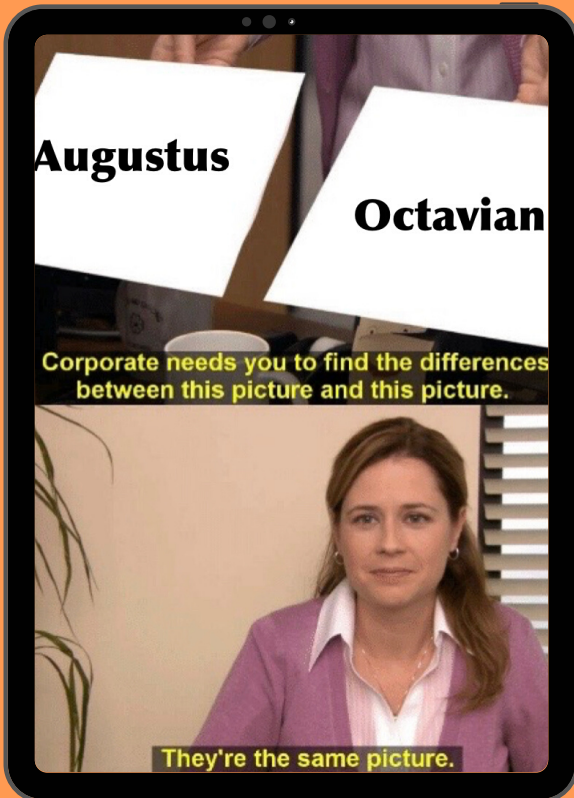 Augustus
Octavian
Corporate needs you to find the differences
between this picture and this picture.
They're the same picture.